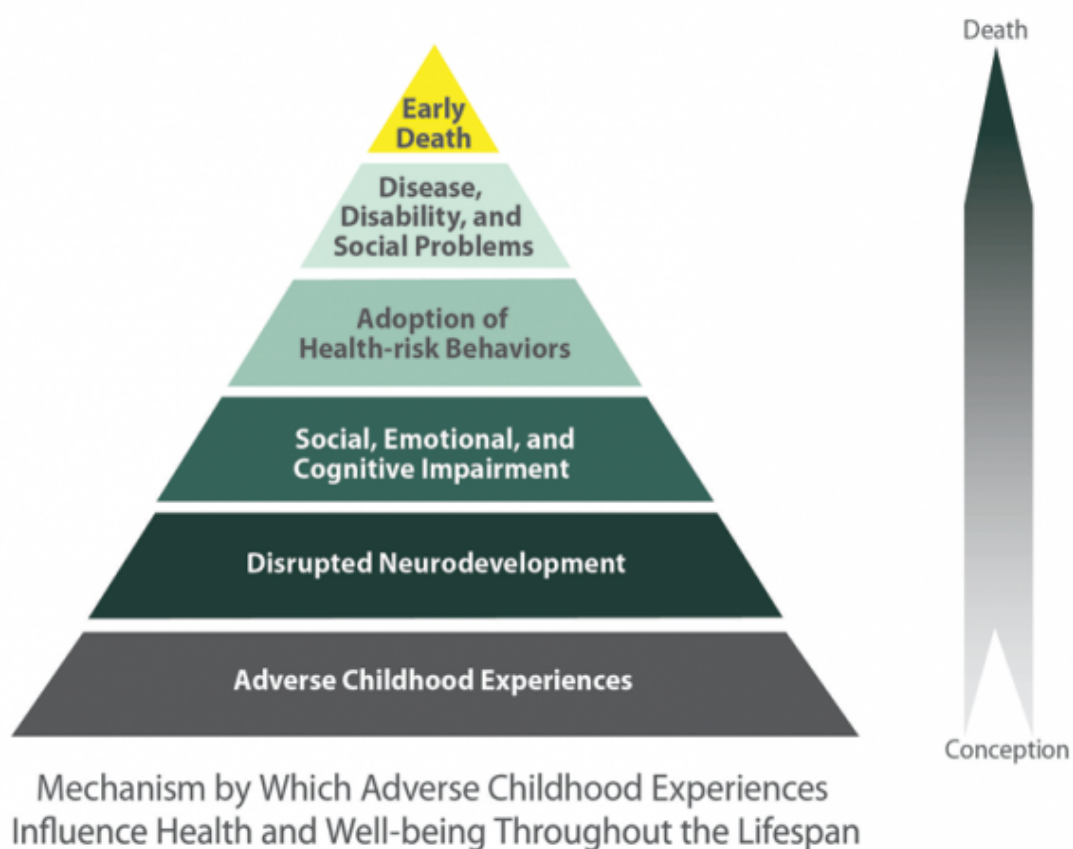 Death
Early
Death
Disease,
Disability, and
Social Problems
Adoption of
Health-risk Behaviors
Social, Emotional, and
Cognitive Impairment
Disrupted Neurodevelopment
Adverse Childhood Experiences
Conception
Mechanism by Which Adverse Childhood Experiences
Influence Health and Well-being Throughout the Lifespan